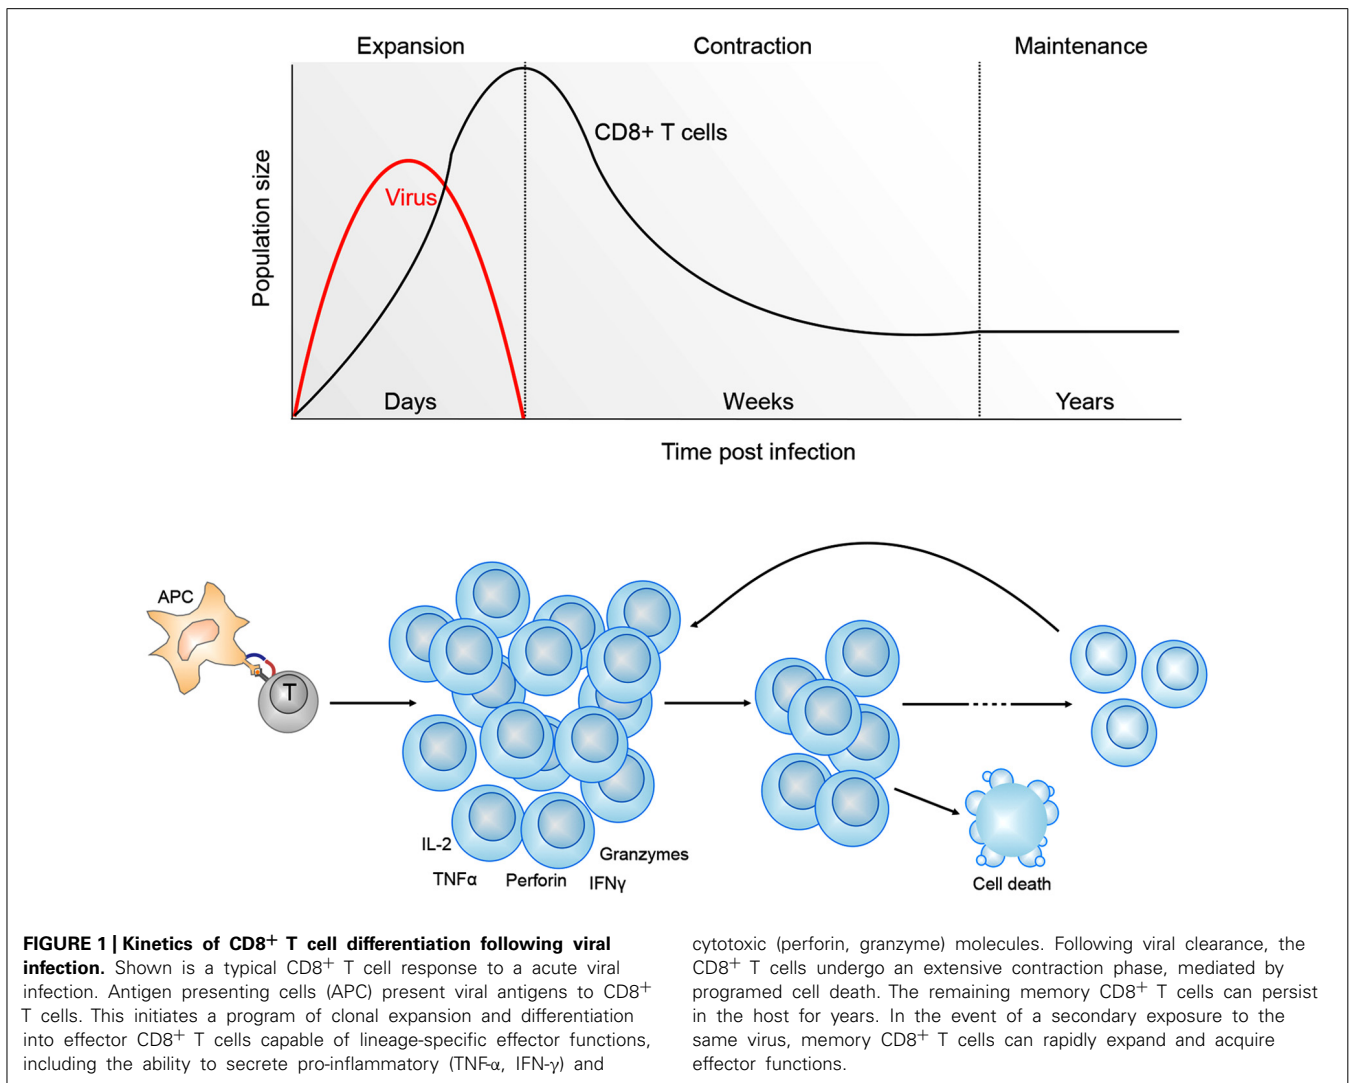 Expansion
Contraction
Maintenance
CD8+ T cells
Virus
Population size
Days
Weeks
Years
Time post infection
APC
T
IL-2
TNFα
Perforin
Granzymes
IFNγ
Cell death
FIGURE 1 | Kinetics of CD8+ T cell differentiation following viral
infection. Shown is a typical CD8+ T cell response to a acute viral
infection. Antigen presenting cells (APC) present viral antigens to CD8+
T cells. This initiates a program of clonal expansion and differentiation
into effector CD8+ T cells capable of lineage-specific effector functions,
including the ability to secrete pro-inflammatory (TNF-α, IFN-γ) and
cytotoxic (perforin, granzyme) molecules. Following viral clearance, the
CD8+ T cells undergo an extensive contraction phase, mediated by
programed cell death. The remaining memory CD8+ T cells can persist
in the host for years. In the event of a secondary exposure to the
same virus, memory CD8+ T cells can rapidly expand and acquire
effector functions.